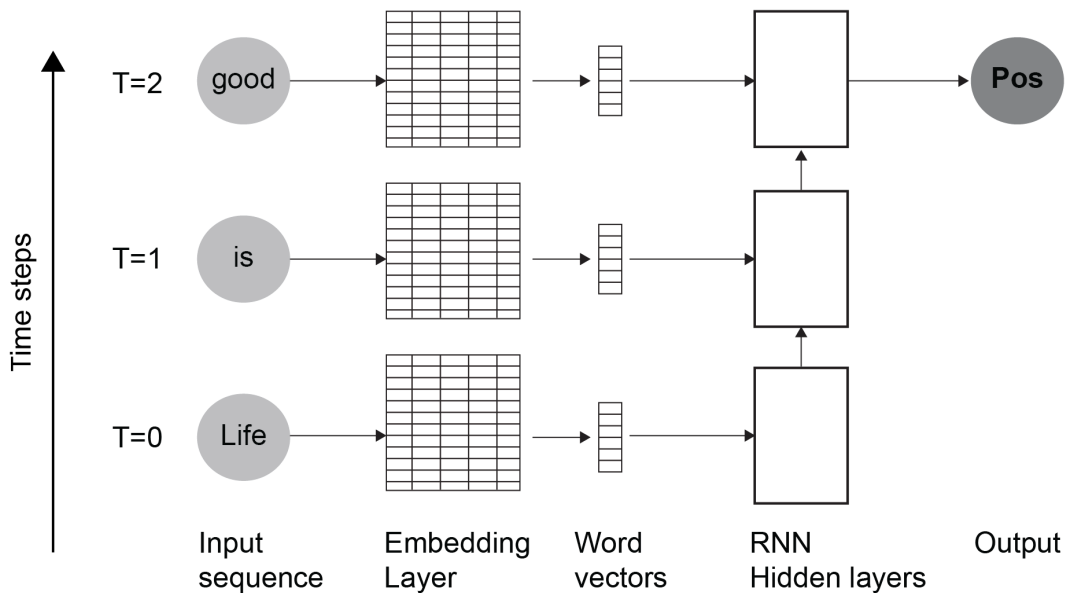 Time steps
T=2
good
Pos
T=1
is
T=0
Life
Input
sequence
Embedding
Layer
Word
vectors
RNN
Hidden layers
Output